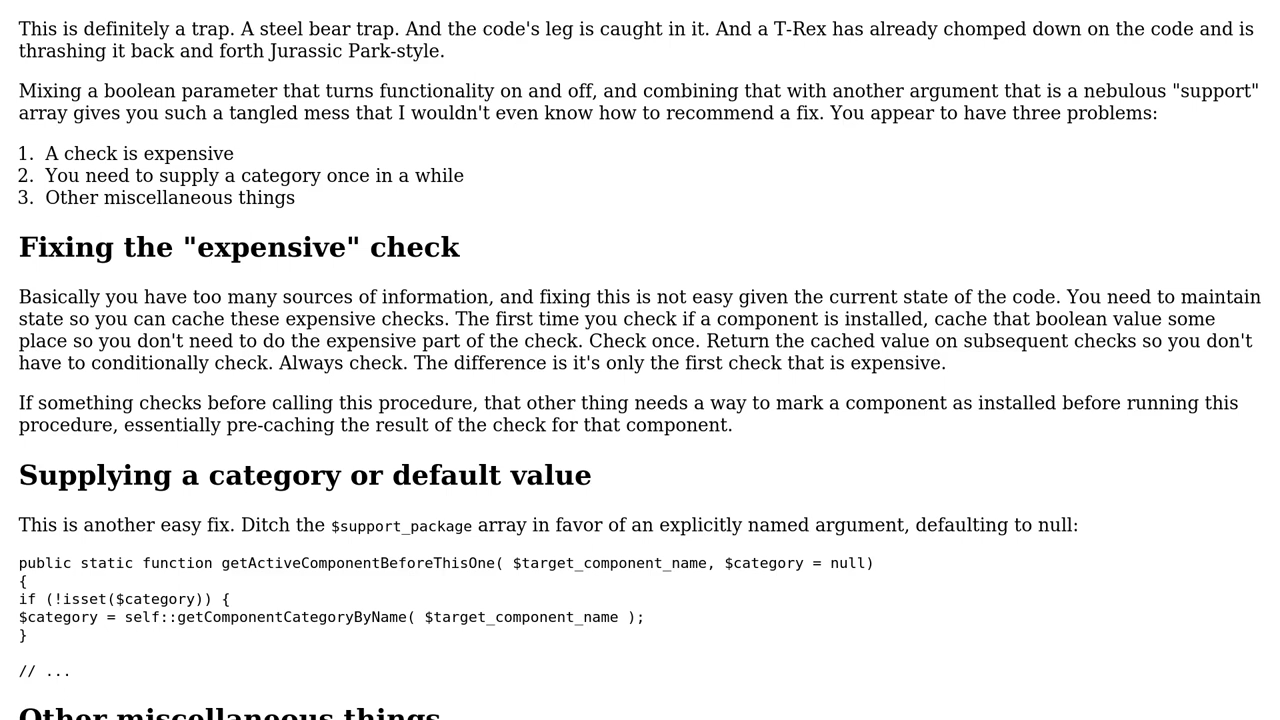 This is definitely a trap. A steel bear trap. And the code's leg is caught in it. And a T-Rex has already chomped down on the code and is
thrashing it back and forth Jurassic Park-style.
Mixing a boolean parameter that turns functionality on and off, and combining that with another argument that is a nebulous "support"
array gives you such a tangled mess that I wouldn't even know how to recommend a fix. You appear to have three problems:
1. A check is expensive
2. You need to supply a category once in a while
3. Other miscellaneous things
Fixing the "expensive" check
Basically you have too many sources of information, and fixing this is not easy given the current state of the code. You need to maintain
state so you can cache these expensive checks. The first time you check if a component is installed, cache that boolean value some
place so you don't need to do the expensive part of the check. Check once. Return the cached value on subsequent checks so you don't
have to conditionally check. Always check. The difference is it's only the first check that is expensive.
If something checks before calling this procedure, that other thing needs a way to mark a component as installed before running this
procedure, essentially pre-caching the result of the check for that component.
Supplying a category or default value
This is another easy fix. Ditch the $support_package array in favor of an explicitly named argument, defaulting to null:
public static function getActiveComponentBeforeThisOne( $target_component_name, $category = null)
{
if (!isset($category)) {
$category = self::getComponentCategoryByName( $target_component_name );
}
// ...
Other miscellaneous things